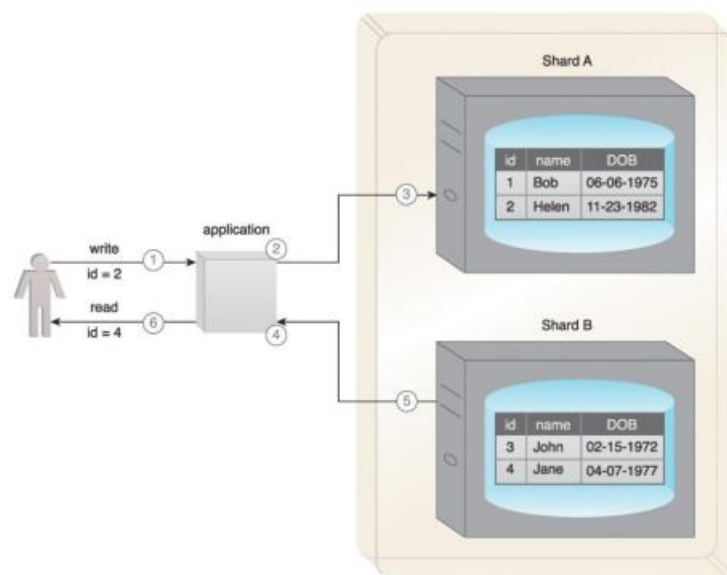 Shard A
id name DOB
1 Bob 06-06-1975
2 Helen 11-23-1982
3
application
2
write
1
id = 2
read
6
id = 4
4
Shard B
5
id name DOB
3 John 02-15-1972
4 Jane 04-07-1977